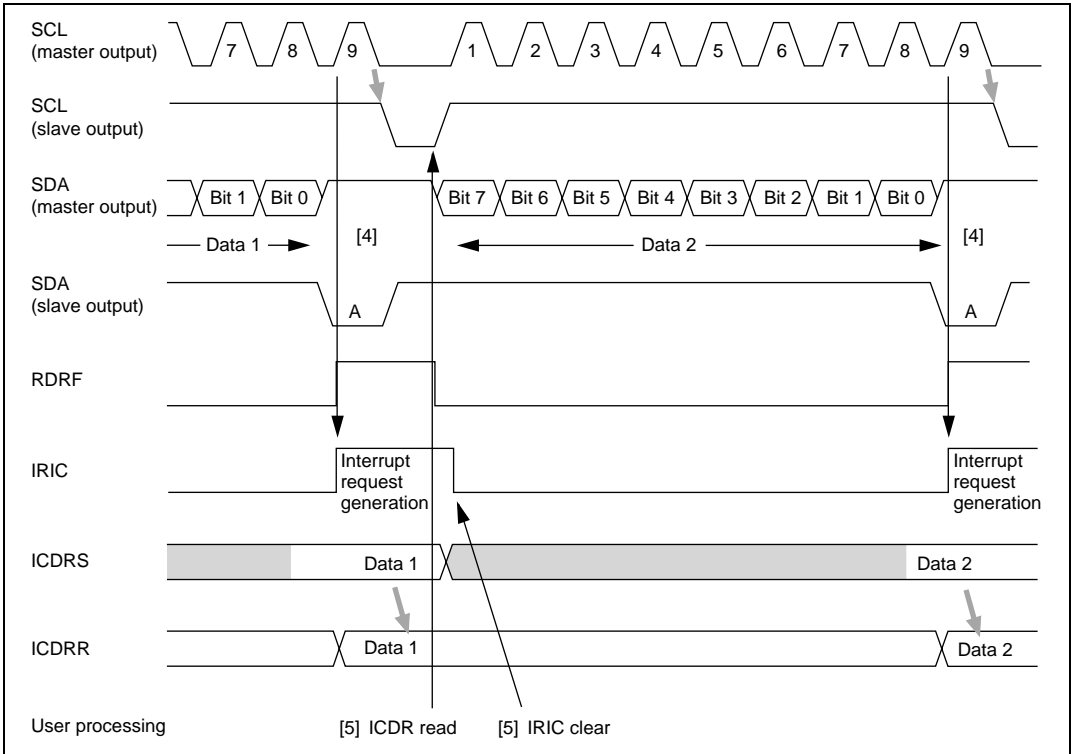 SCL
(master output)
7 8 9 1 2 3 4 5 6 7 8 9
SCL
(slave output)
SDA
(master output)
Bit 1 Bit 0 Bit 7 Bit 6 Bit 5 Bit 4 Bit 3 Bit 2 Bit 1 Bit 0
Data 1 [4] Data 2 [4]
SDA
(slave output)
A A
RDRF
IRIC
Interrupt
request
generation
Interrupt
request
generation
ICDRS
Data 1 Data 2
ICDRR
Data 1 Data 2
User processing
[5] ICDR read [5] IRIC clear